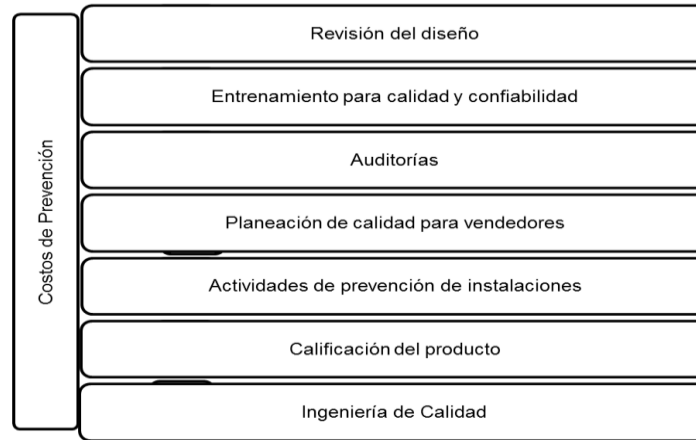 Costos de Prevención
Revisión del diseño
Entrenamiento para calidad y confiabilidad
Auditorías
Planeación de calidad para vendedores
Actividades de prevención de instalaciones
Calificación del producto
Ingeniería de Calidad